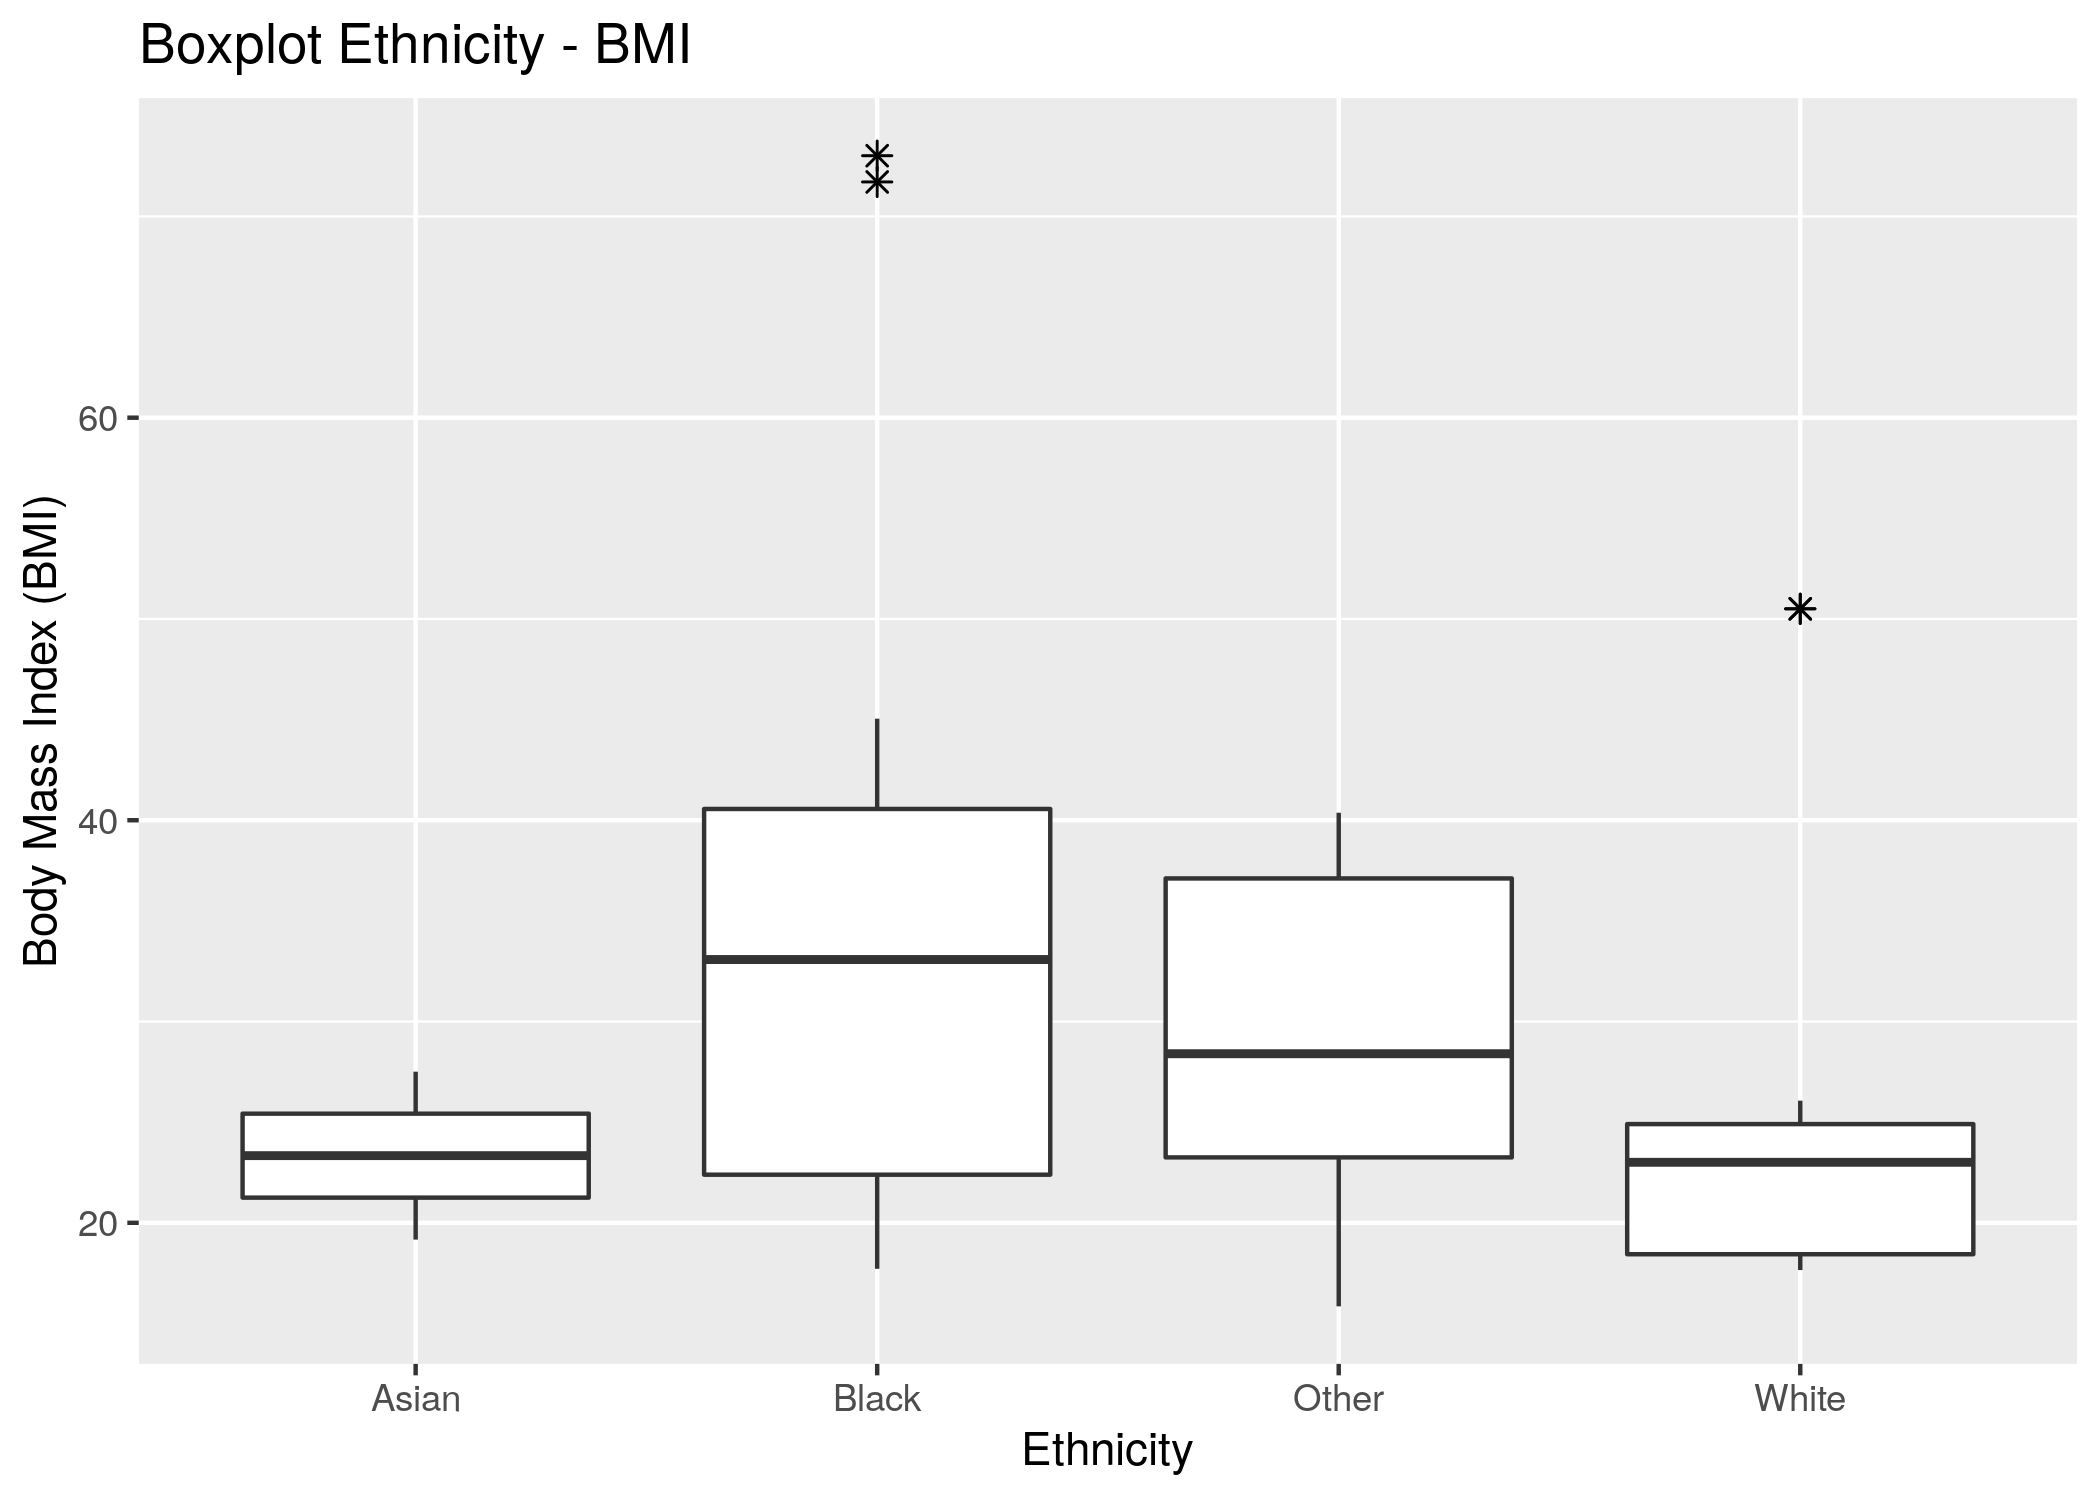 Boxplot Ethnicity - BMI
Body Mass Index (BMI)
60
40
20
Asian
Black
Other
White
Ethnicity